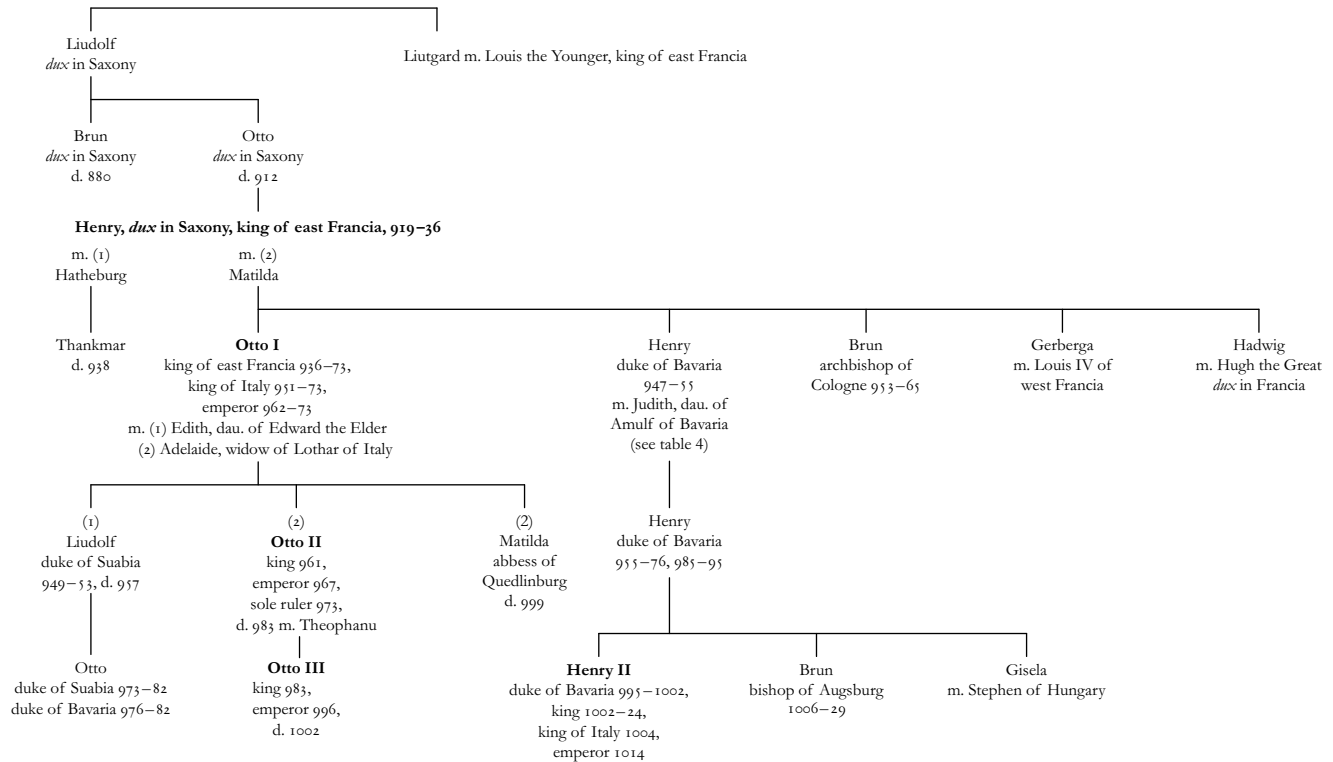 Liudolf
dux in Saxony
Liutgard m. Louis the Younger, king of east Francia
Brun
dux in Saxony
d. 880
Otto
dux in Saxony
d. 912
Henry, dux in Saxony, king of east Francia, 919–36
m. (1)
Hatheburg
m. (2)
Matilda
Thankmar
d. 938
Otto I
king of east Francia 936–73,
king of Italy 951–73,
emperor 962–73
m. (1) Edith, dau. of Edward the Elder
(2) Adelaide, widow of Lothar of Italy
Henry
duke of Bavaria
947–55
m. Judith, dau. of
Amulf of Bavaria
(see table 4)
Brun
archbishop of
Cologne 953–65
Gerberga
m. Louis IV of
west Francia
Hadwig
m. Hugh the Great
dux in Francia
(1)
Liudolf
duke of Suabia
949–53, d. 957
(2)
Otto II
king 961,
emperor 967,
sole ruler 973,
d. 983 m. Theophanu
(2)
Matilda
abbess of
Quedlinburg
d. 999
Henry
duke of Bavaria
955–76, 985–95
Otto
duke of Suabia 973–82
duke of Bavaria 976–82
Otto III
king 983,
emperor 996,
d. 1002
Henry II
duke of Bavaria 995–1002,
king 1002–24,
king of Italy 1004,
emperor 1014
Brun
bishop of Augsburg
1006–29
Gisela
m. Stephen of Hungary